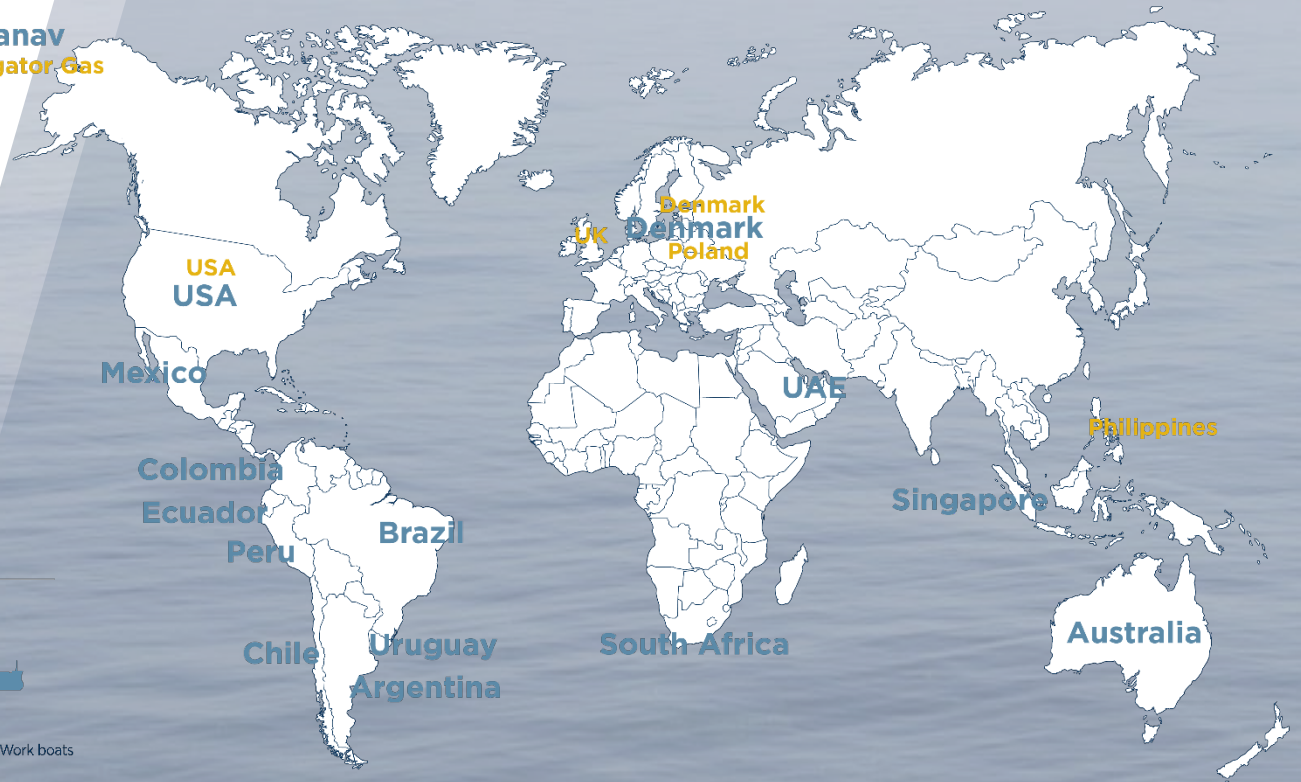 anav
gator Gas
Denmark
Denmark
UK
Poland
USA
USA
Mexico
UAE
Philippines
Colombia
Singapore
Ecuador
Brazil
Peru
Australia
Chile
Uruguay
South Africa
Argentina
Work boats